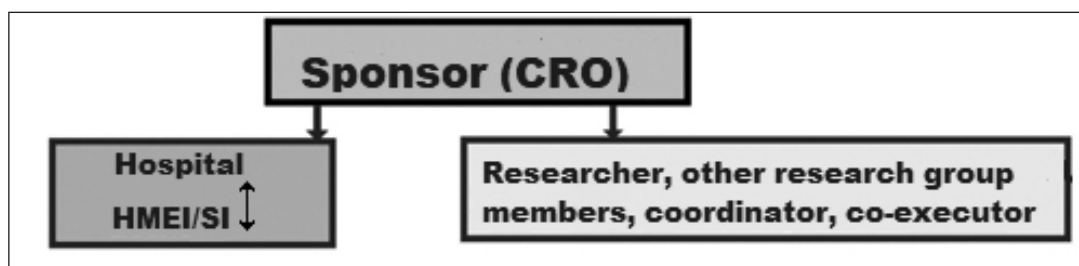 Sponsor (CRO)
Hospital
HMEI/SI
Researcher, other research group
members, coordinator, co-executor